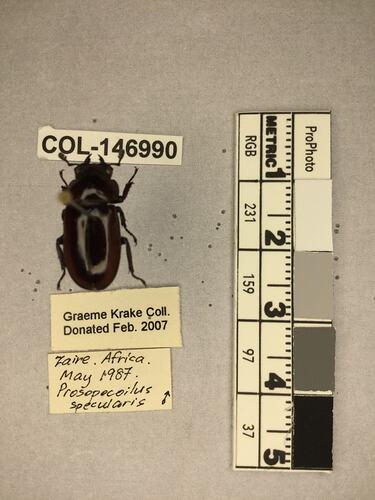 COL-146990
Graeme Krake Coll.
Donated Feb. 2007
Zaire. Africa.
May 1987.
Prosopocoilus
specularis ♂
ProPhoto
METRIC 1
RGB
231
2
159
3
97
4
37
5